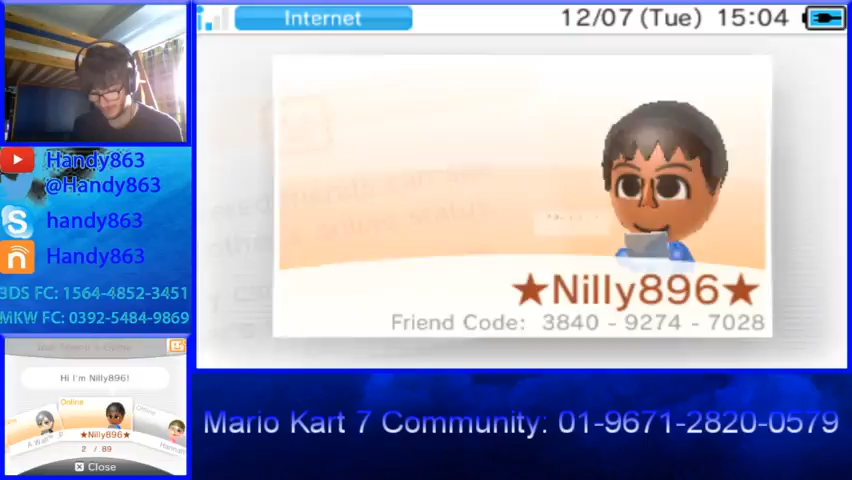 Internet
12/07 (Tue) 15:04
★Nilly896★
Friend Code: 3840 - 9274 - 7028
Handy863
@Handy863
handy863
Handy863
3DS FC: 1564-4852-3451
MKW FC: 0392-5484-9869
Hi I'm Nilly896!
Online
★Nilly896★
2 / 89
Close
Mario Kart 7 Community: 01-9671-2820-0579